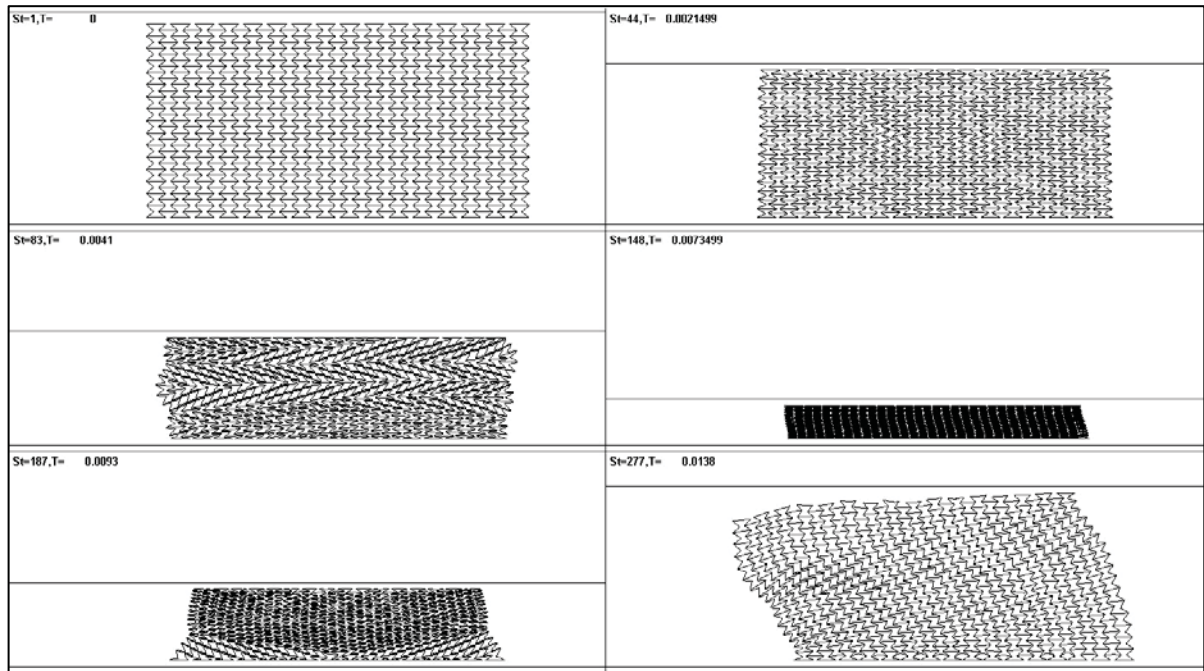 St=1,T= 0
St=44,T= 0.0021499
St=83,T= 0.0041
St=148,T= 0.0073499
St=187,T= 0.0093
St=277,T= 0.0138